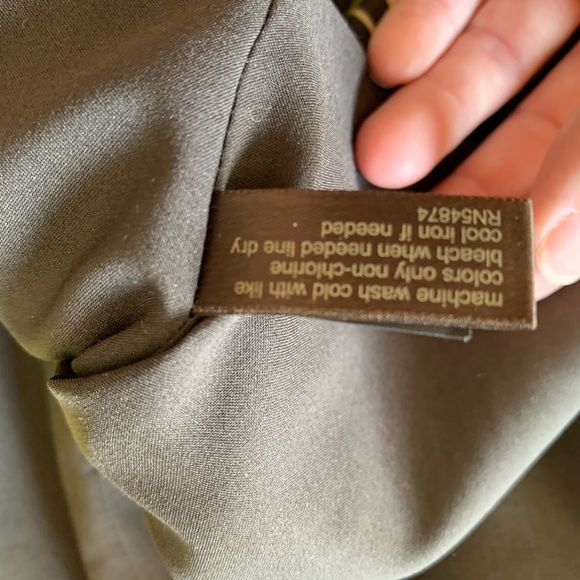 machine wash cold with like
colors only non-chlorine
bleach when needed line dry
cool iron if needed
RN54874